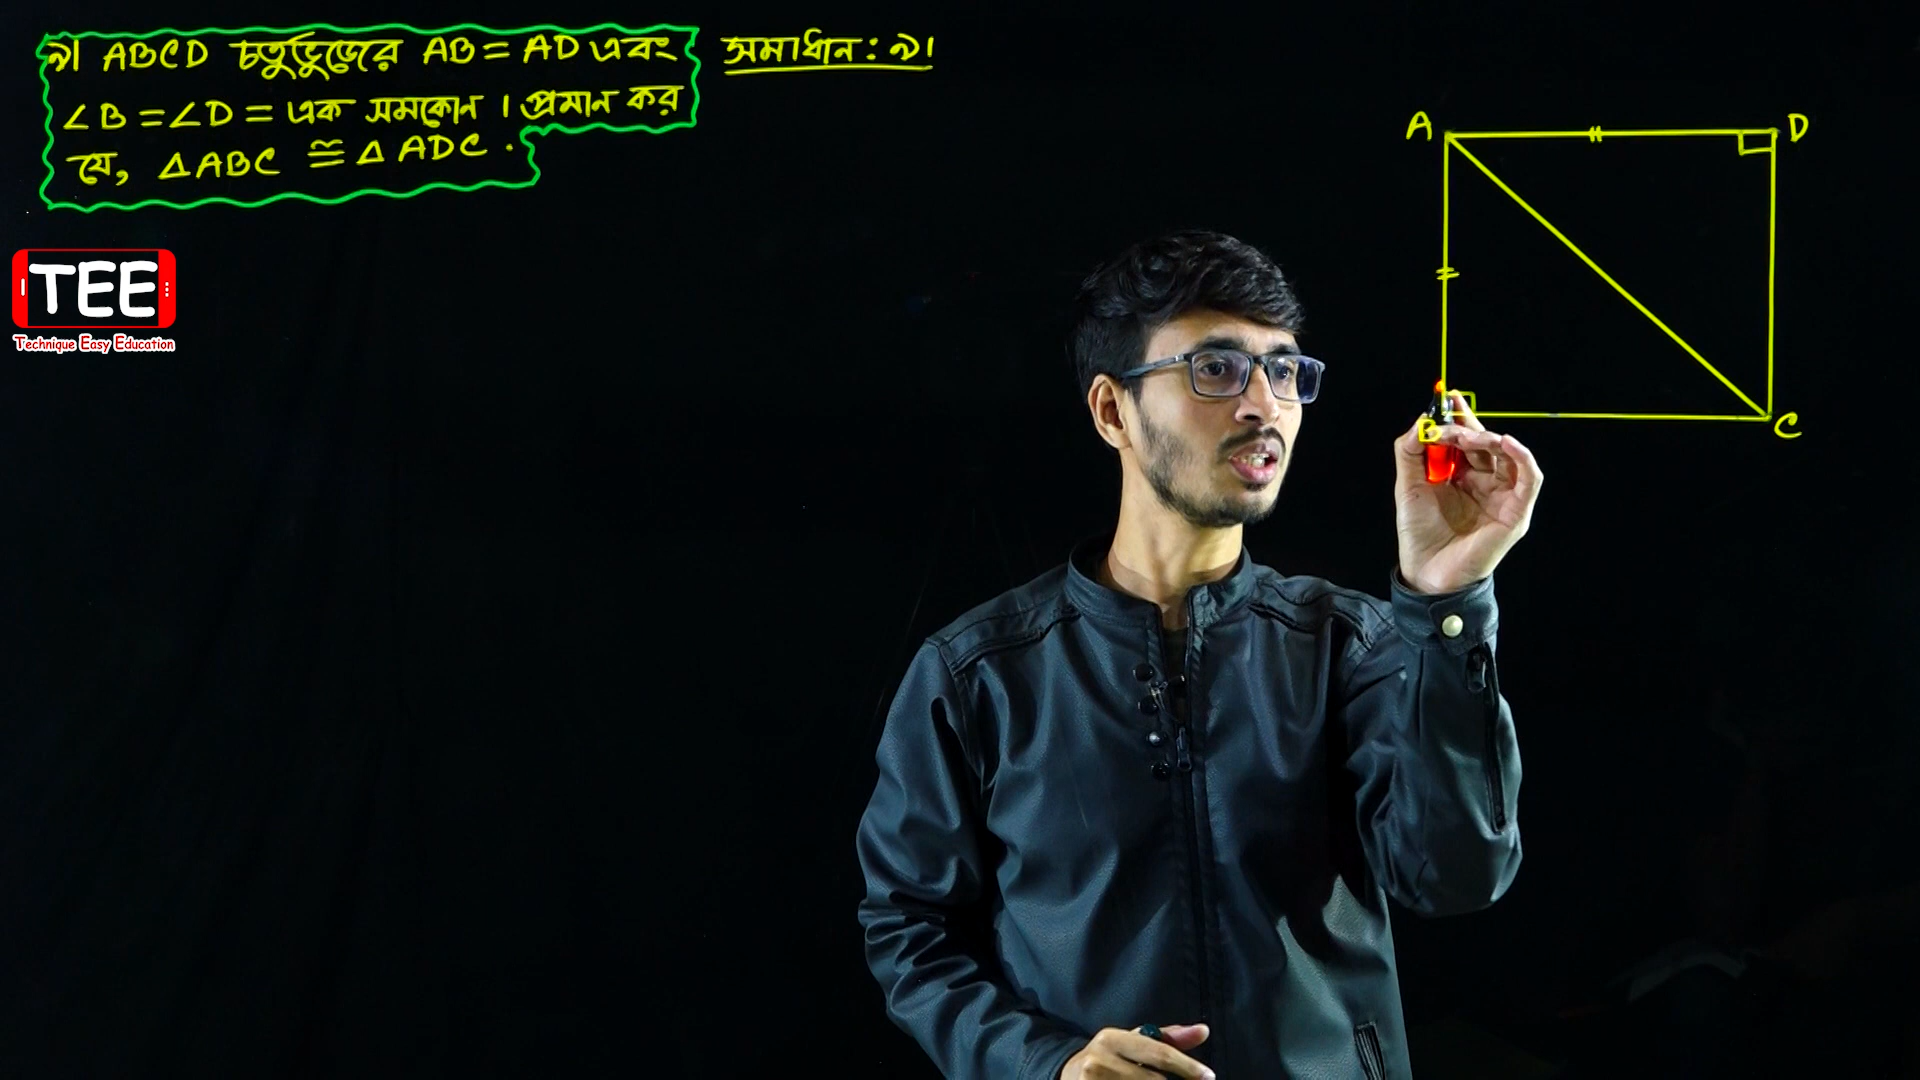 ৯। ABCD চতুর্ভুজের AB = AD এবং
∠B = ∠D = এক সমকোন । প্রমান কর
যে, △ABC ≅ △ADC .
সমাধান : ৯।
A
D
B
C
TEE
Technique Easy Education